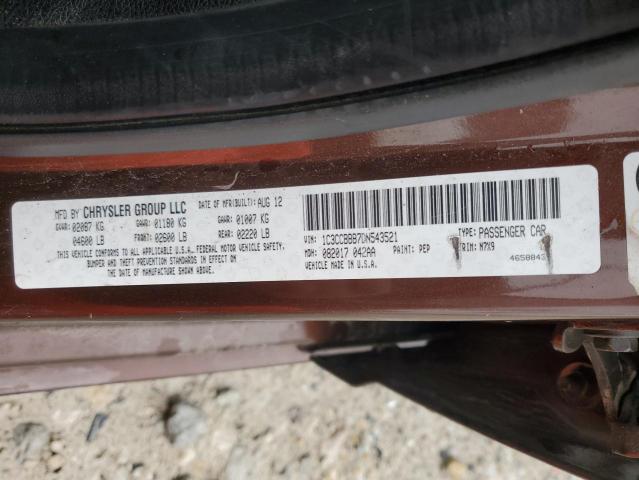 MFD BY CHRYSLER GROUP LLC DATE OF MFR(BUILT): AUG 12
GVWR: 02087 KG GAWR: 01180 KG GAWR: 01007 KG
04600 LB FRONT: 02600 LB REAR: 02220 LB
THIS VEHICLE CONFORMS TO ALL APPLICABLE U.S.A. FEDERAL MOTOR VEHICLE SAFETY,
BUMPER AND THEFT PREVENTION STANDARDS IN EFFECT ON
THE DATE OF MANUFACTURE SHOWN ABOVE.
VIN: 1C3CCBBB7DN543521 TYPE: PASSENGER CAR
MDH: 082017 042AA PAINT: PEP TRIM: N7X9
VEHICLE MADE IN U.S.A. 4658843